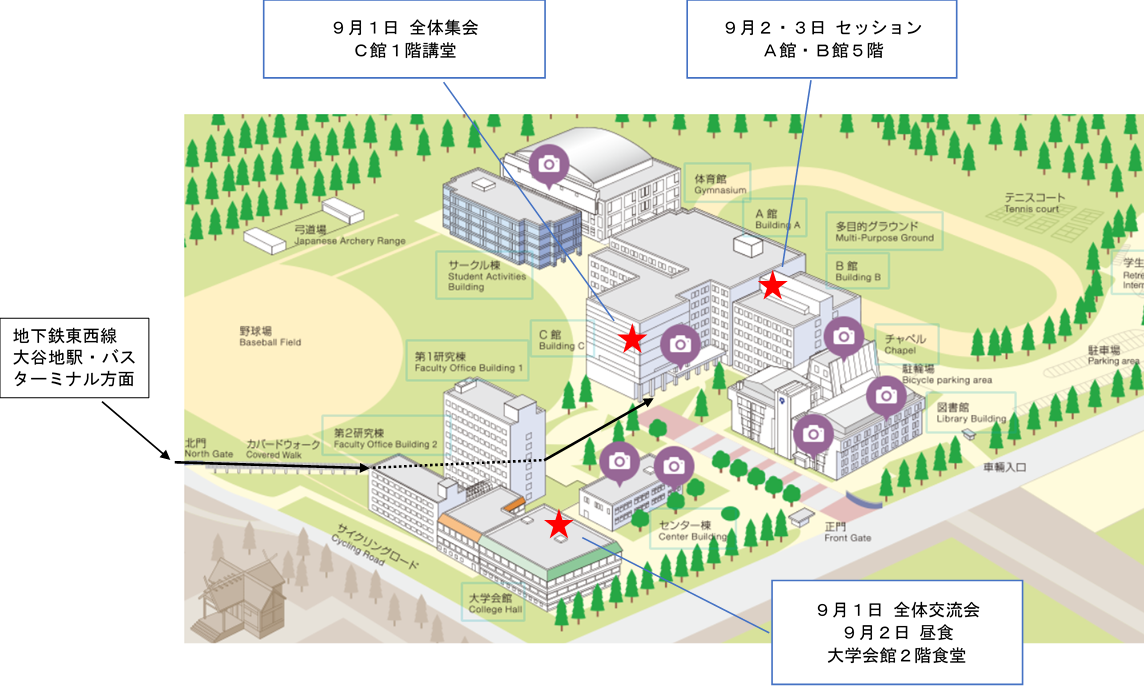 ９月１日 全体集会
Ｃ館１階講堂
９月２・３日 セッション
Ａ館・Ｂ館５階
体育館
Gymnasium
A 館
Building A
テニスコート
Tennis court
多目的グラウンド
Multi-Purpose Ground
弓道場
Japanese Archery Range
サークル棟
Student Activities
Building
B 館
Building B
学生
Retre
Intern
野球場
Baseball Field
C 館
Building C
チャペル
Chapel
駐車場
Parking area
第1研究棟
Faculty Office Building 1
駐輪場
Bicycle parking area
図書館
Library Building
地下鉄東西線
大谷地駅・バス
ターミナル方面
北門
North Gate
カバードウォーク
Covered Walk
第2研究棟
Faculty Office Building 2
車輌入口
センター棟
Center Building
正門
Front Gate
サイクリングロード
Cycling Road
大学会館
College Hall
９月１日 全体交流会
９月２日 昼食
大学会館２階食堂